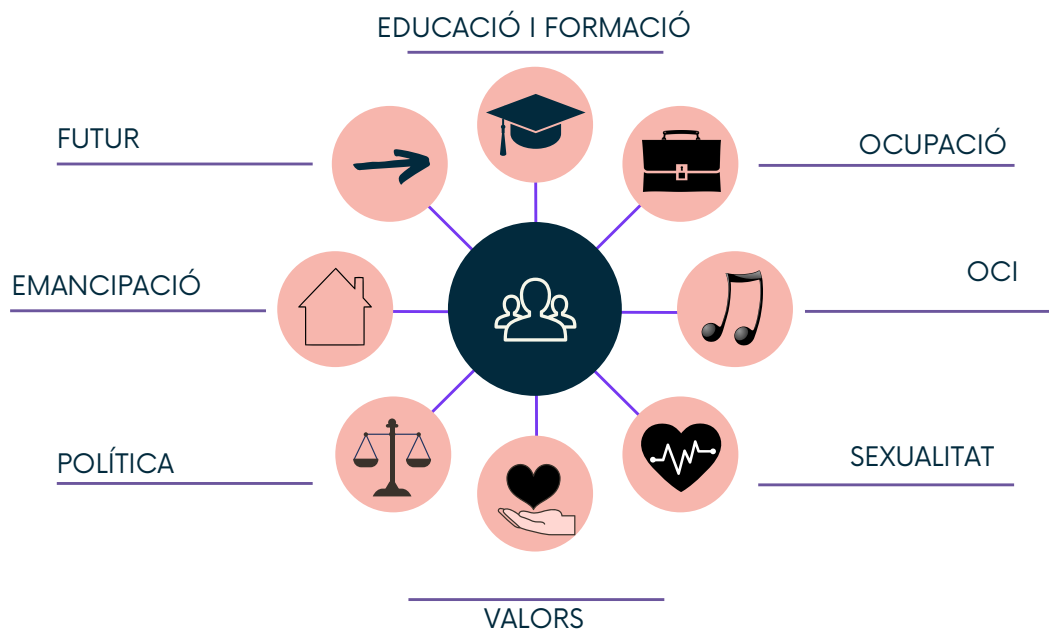 EDUCACIÓ I FORMACIÓ
FUTUR
OCUPACIÓ
EMANCIPACIÓ
OCI
POLÍTICA
SEXUALITAT
VALORS